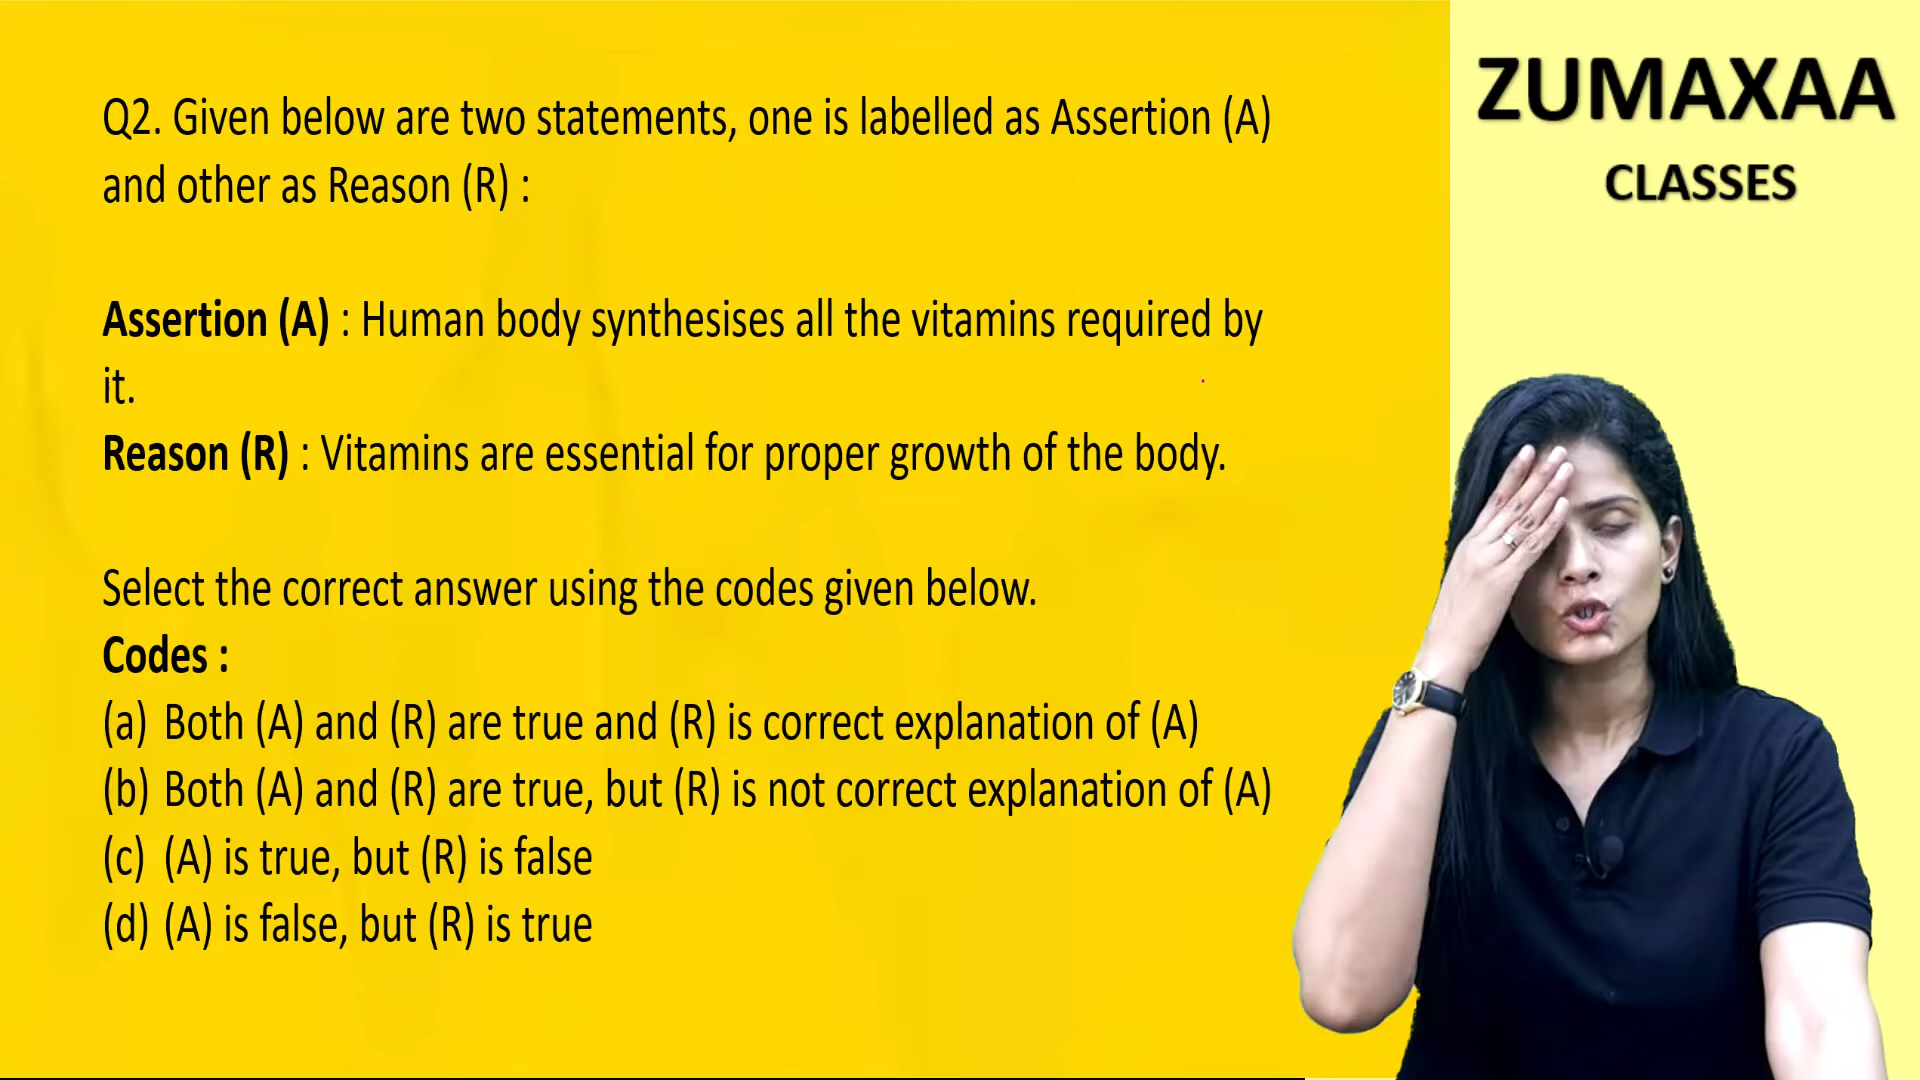 Q2. Given below are two statements, one is labelled as Assertion (A)
and other as Reason (R) :
Assertion (A) : Human body synthesises all the vitamins required by
it.
Reason (R) : Vitamins are essential for proper growth of the body.
Select the correct answer using the codes given below.
Codes :
(a) Both (A) and (R) are true and (R) is correct explanation of (A)
(b) Both (A) and (R) are true, but (R) is not correct explanation of (A)
(c) (A) is true, but (R) is false
(d) (A) is false, but (R) is true
ZUMAXAA
CLASSES